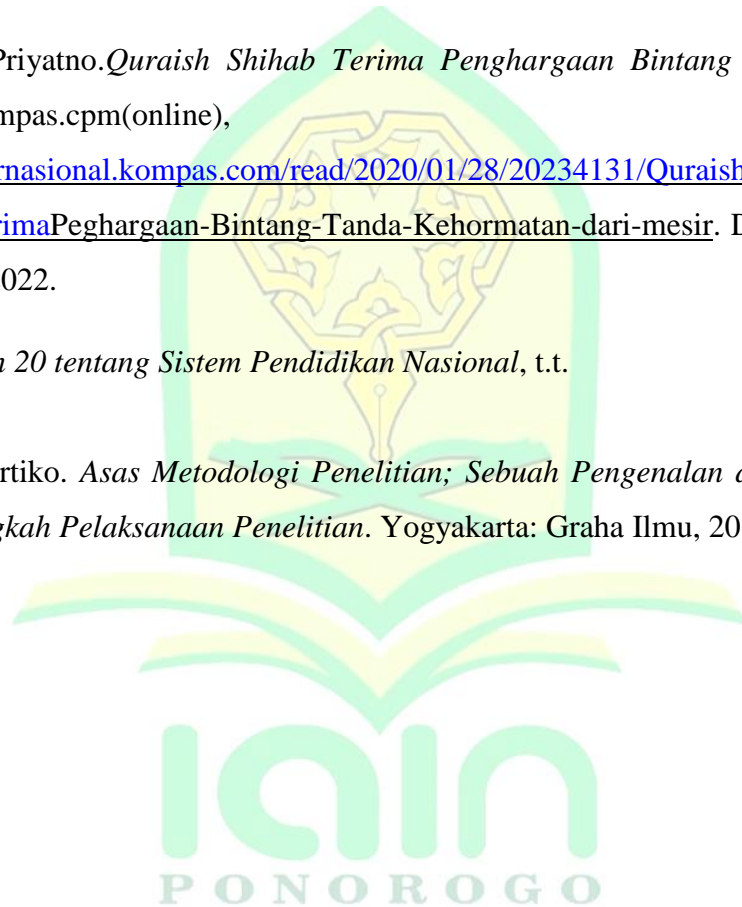 Priyatno.Quraish Shihab Terima Penghargaan Bintang
mpas.cpm(online),
rnasional.kompas.com/read/2020/01/28/20234131/Quraish
rimaPeghargaan-Bintang-Tanda-Kehormatan-dari-mesir. D
022.
n 20 tentang Sistem Pendidikan Nasional, t.t.
rtiko. Asas Metodologi Penelitian; Sebuah Pengenalan
gkah Pelaksanaan Penelitian. Yogyakarta: Graha Ilmu, 20
iain
PONOROGO